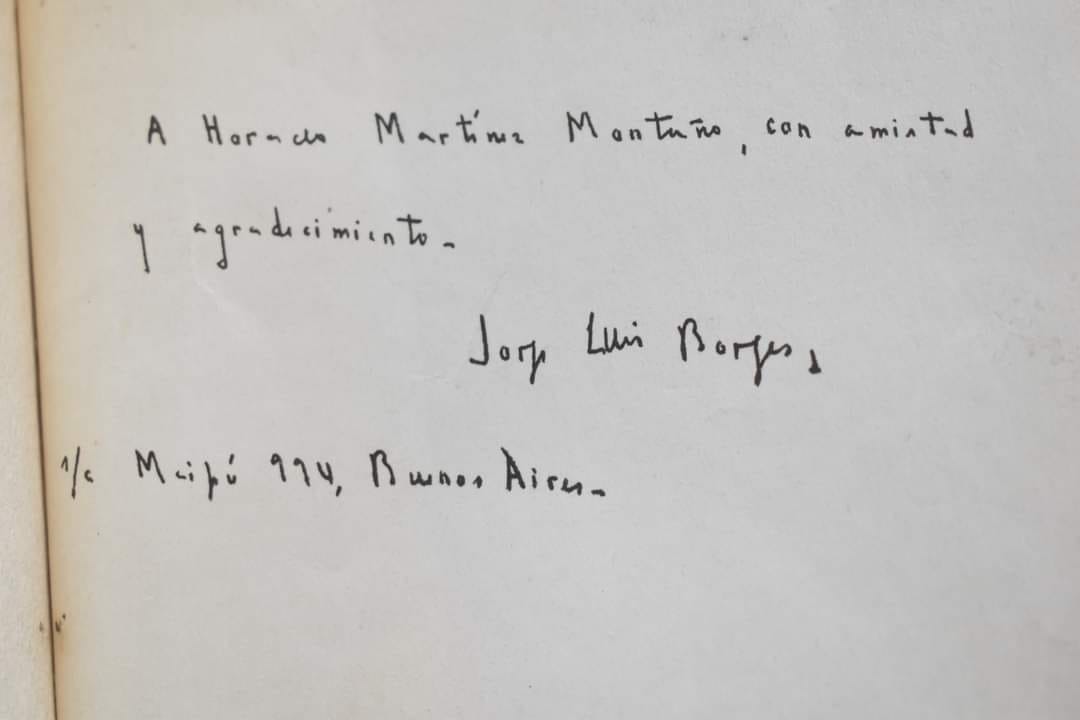 A Horacio Martínez Montaño, con amistad
y agradecimiento.
Jorge Luis Borges.
s/c Maipú 994, Buenos Aires.